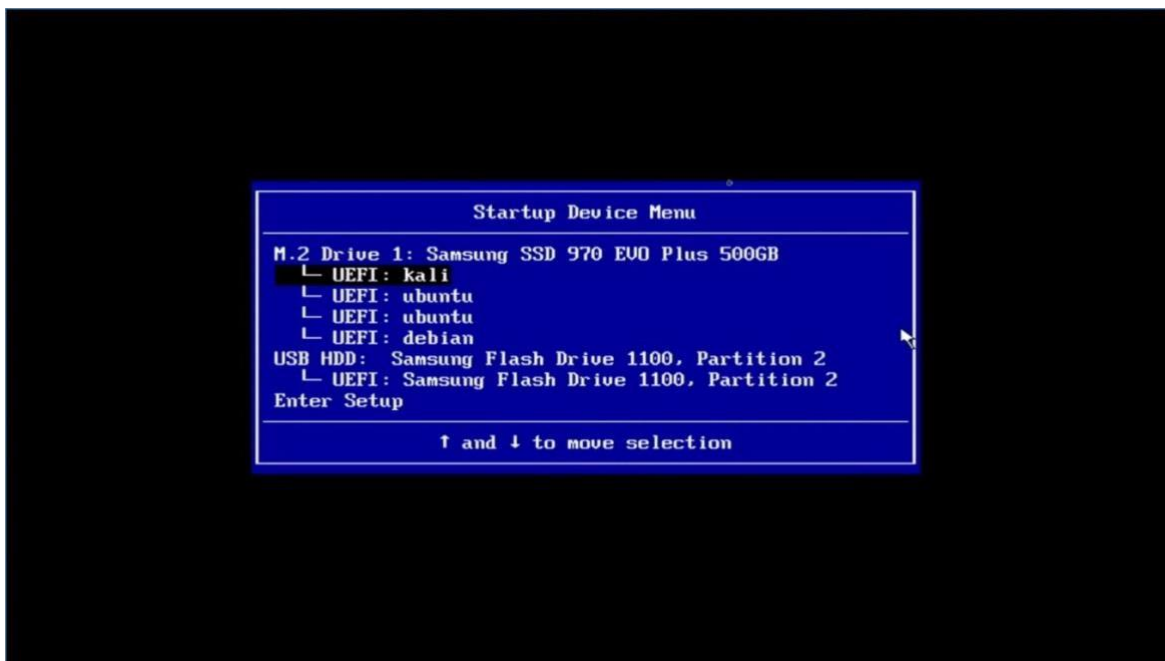 Startup Device Menu
M.2 Drive 1: Samsung SSD 970 EVO Plus 500GB
└─ UEFI: kali
└─ UEFI: ubuntu
└─ UEFI: ubuntu
└─ UEFI: debian
USB HDD:  Samsung Flash Drive 1100, Partition 2
└─ UEFI: Samsung Flash Drive 1100, Partition 2
Enter Setup
↑ and ↓ to move selection